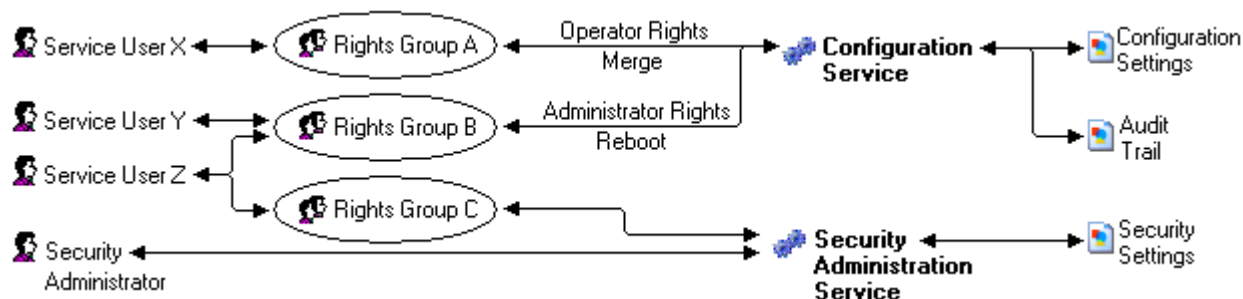 Service User X
Rights Group A
Operator Rights
Merge
Configuration
Service
Configuration
Settings
Service User Y
Rights Group B
Administrator Rights
Reboot
Audit
Trail
Service User Z
Rights Group C
Security
Administrator
Security
Administration
Service
Security
Settings